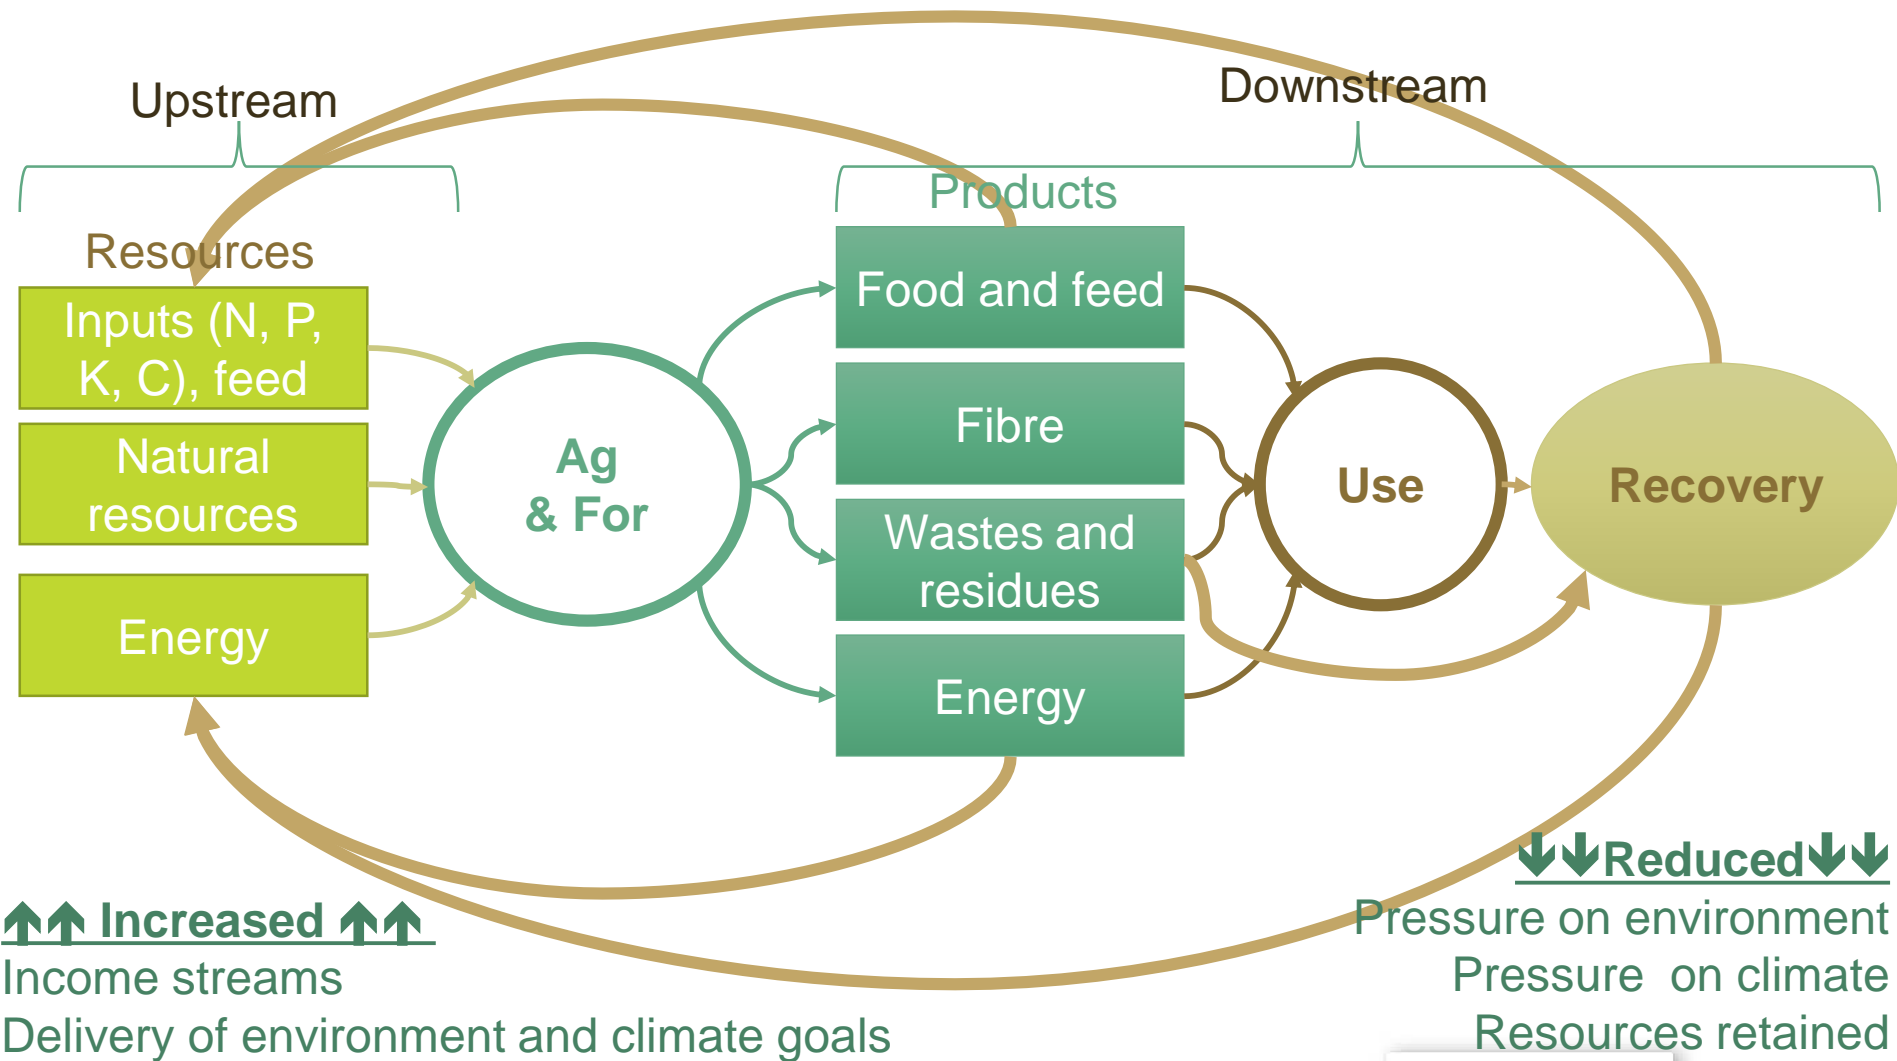 Upstream
Downstream
Resources
Products
Inputs (N, P,
K, C), feed
Natural
resources
Energy
Ag
& For
Food and feed
Fibre
Wastes and
residues
Energy
Use
Recovery
🡹🡹 Increased 🡹🡹
Income streams
Delivery of environment and climate goals
🡻🡻Reduced🡻🡻
Pressure on environment
Pressure on climate
Resources retained